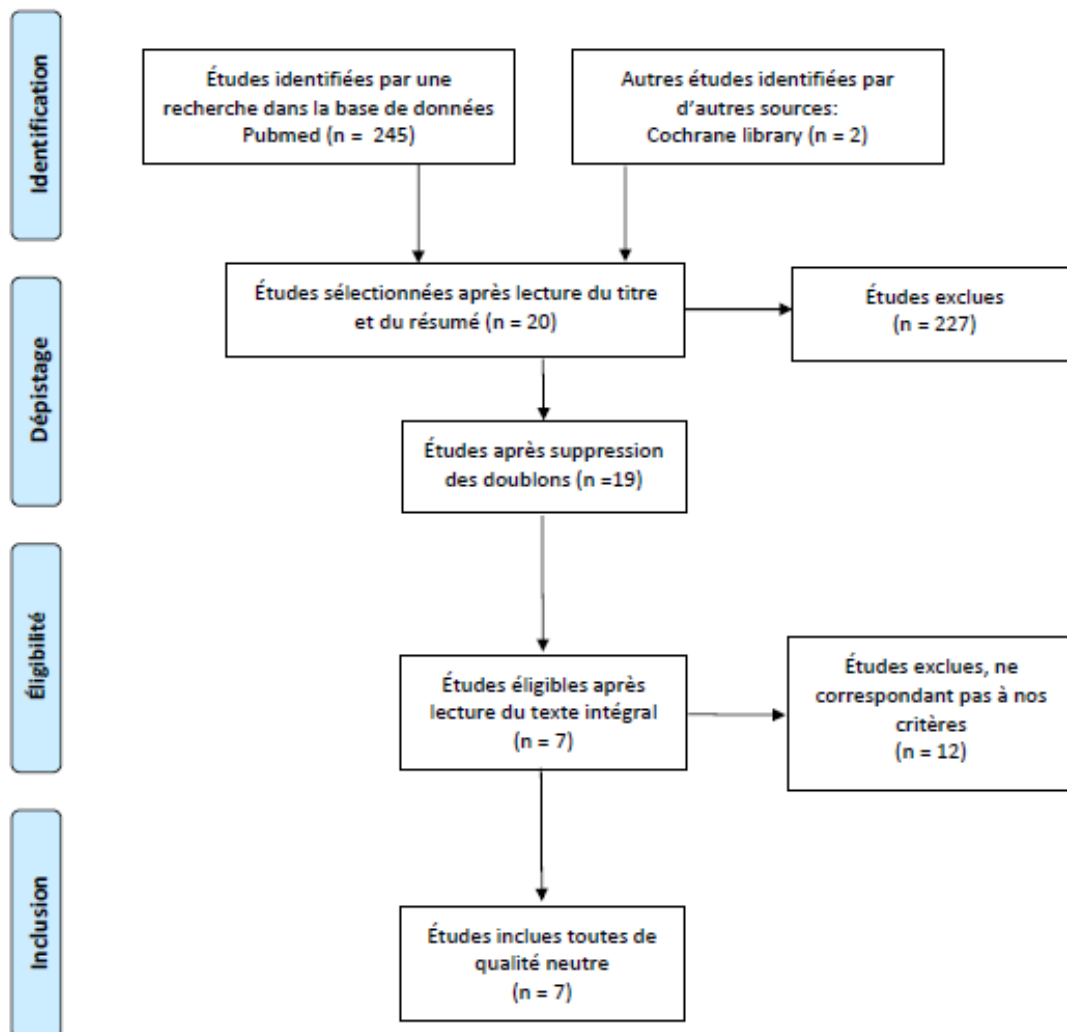 Identification
Études identifiées par une
recherche dans la base de données
Pubmed (n = 245)
Autres études identifiées par
d'autres sources:
Cochrane library (n = 2)
Dépistage
Études sélectionnées après lecture du titre
et du résumé (n = 20)
Études exclues
(n = 227)
Études après suppression
des doublons (n =19)
Éligibilité
Études éligibles après
lecture du texte intégral
(n = 7)
Études exclues, ne
correspondant pas à nos
critères
(n = 12)
Inclusion
Études inclues toutes de
qualité neutre
(n = 7)